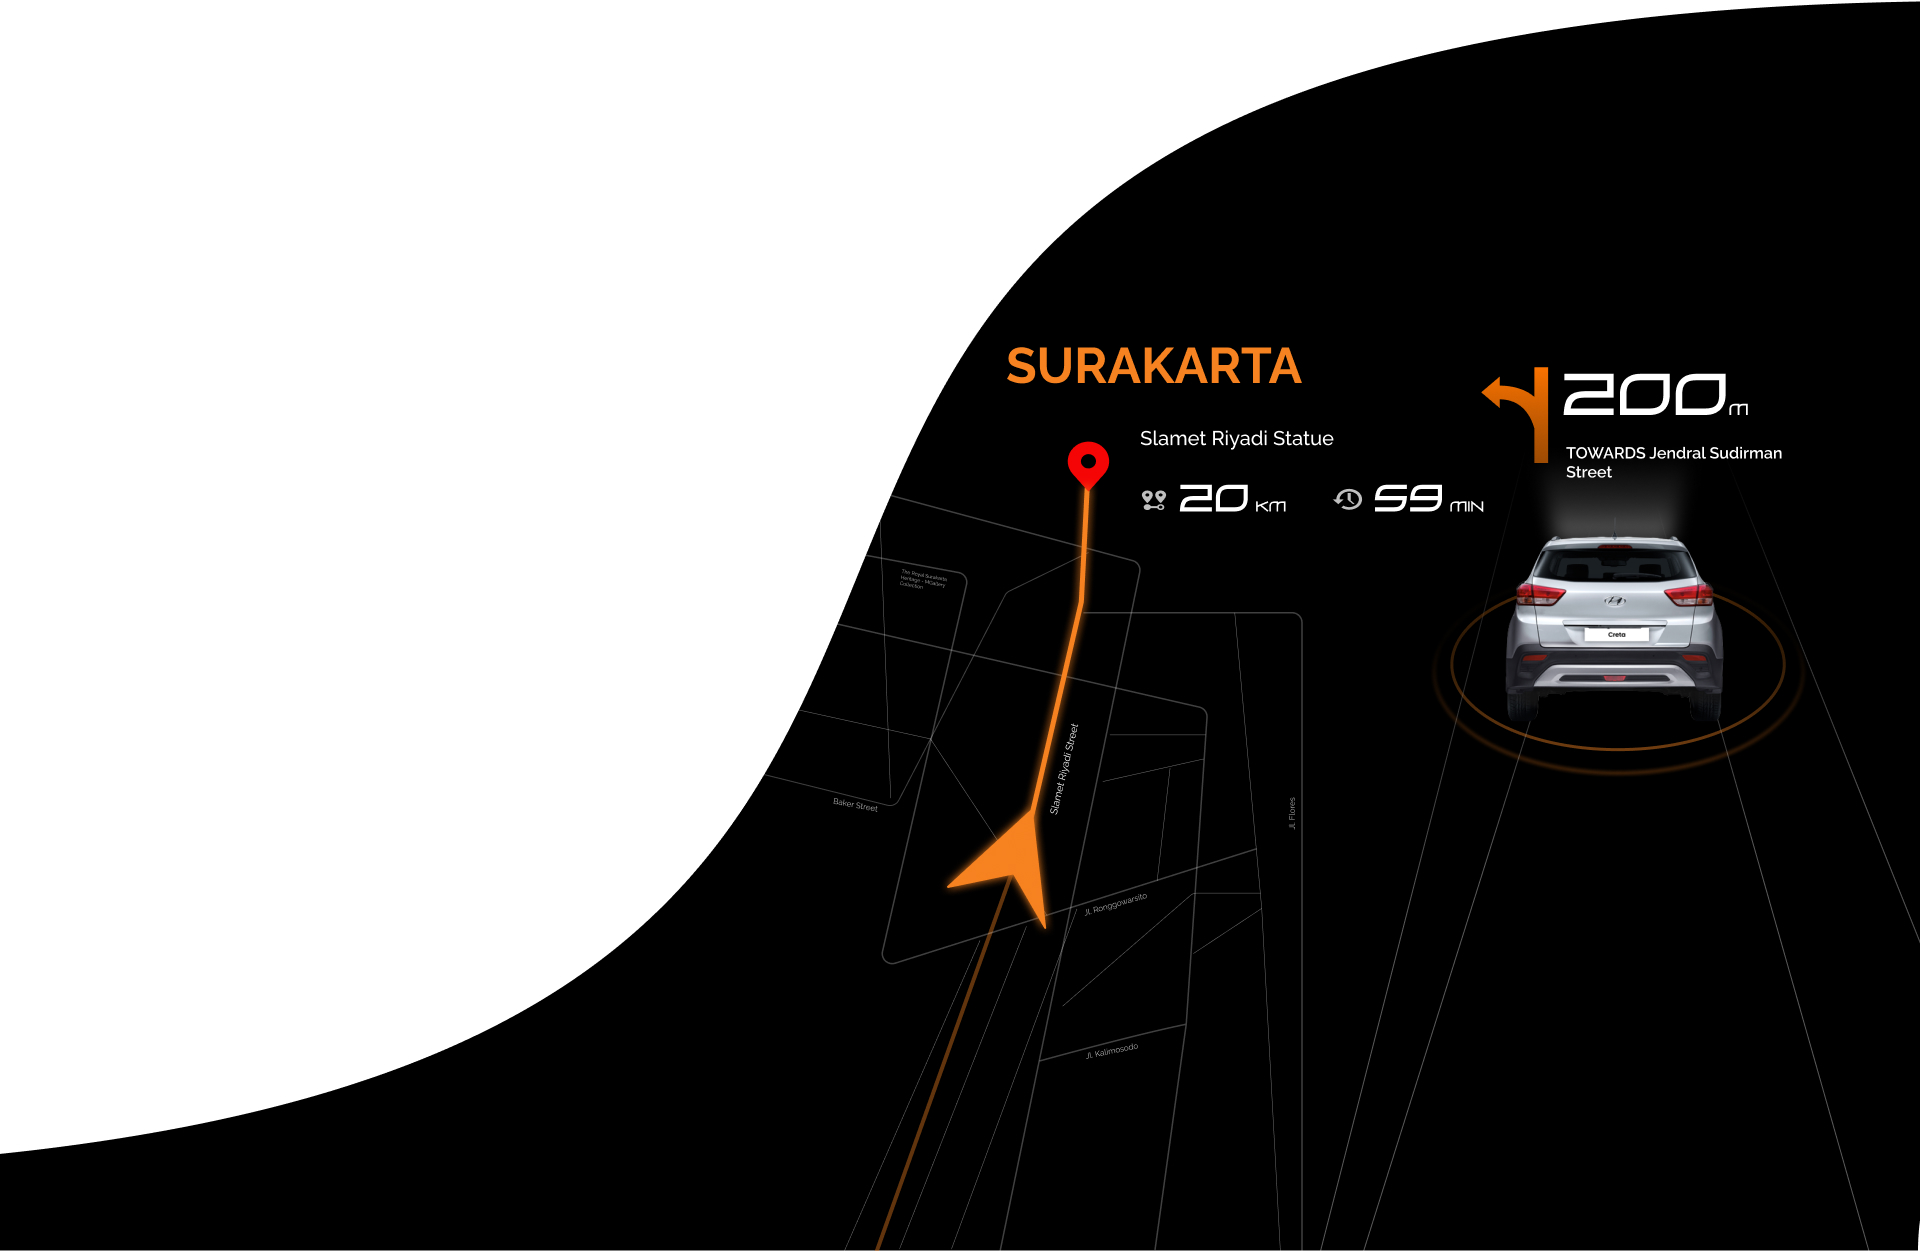 SURAKARTA
Slamet Riyadi Statue
20 KM
59 MIN
200 m
TOWARDS Jendral Sudirman
Street
Creta
The Royal Surakarta
Heritage - MGallery
Collection
Slamet Riyadi Street
Baker Street
JL Flores
JL Ronggowarsito
JL Kalimosodo